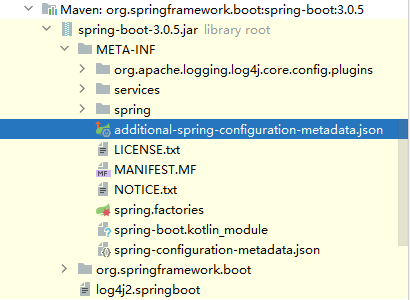 Maven: org.springframework.boot:spring-boot:3.0.5
spring-boot-3.0.5.jar library root
META-INF
org.apache.logging.log4j.core.config.plugins
services
spring
additional-spring-configuration-metadata.json
LICENSE.txt
MF MANIFEST.MF
NOTICE.txt
spring.factories
spring-boot.kotlin_module
spring-configuration-metadata.json
org.springframework.boot
log4j2.springboot